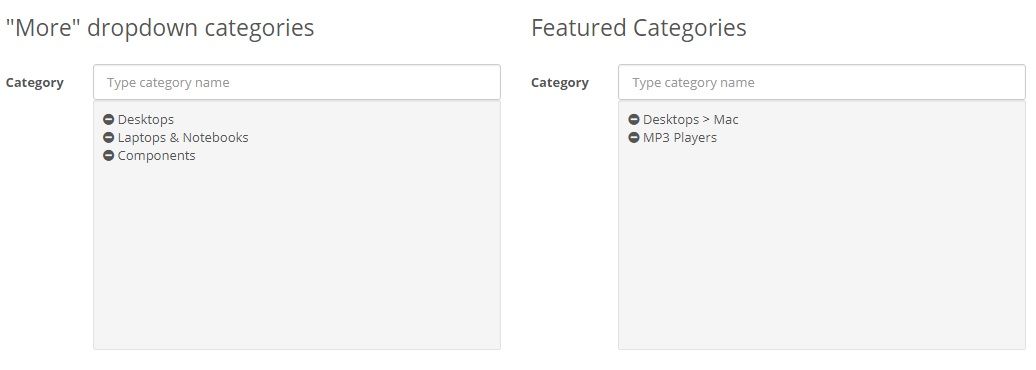 "More" dropdown categories
Category
Type category name
Desktops
Laptops & Notebooks
Components
Featured Categories
Category
Type category name
Desktops > Mac
MP3 Players